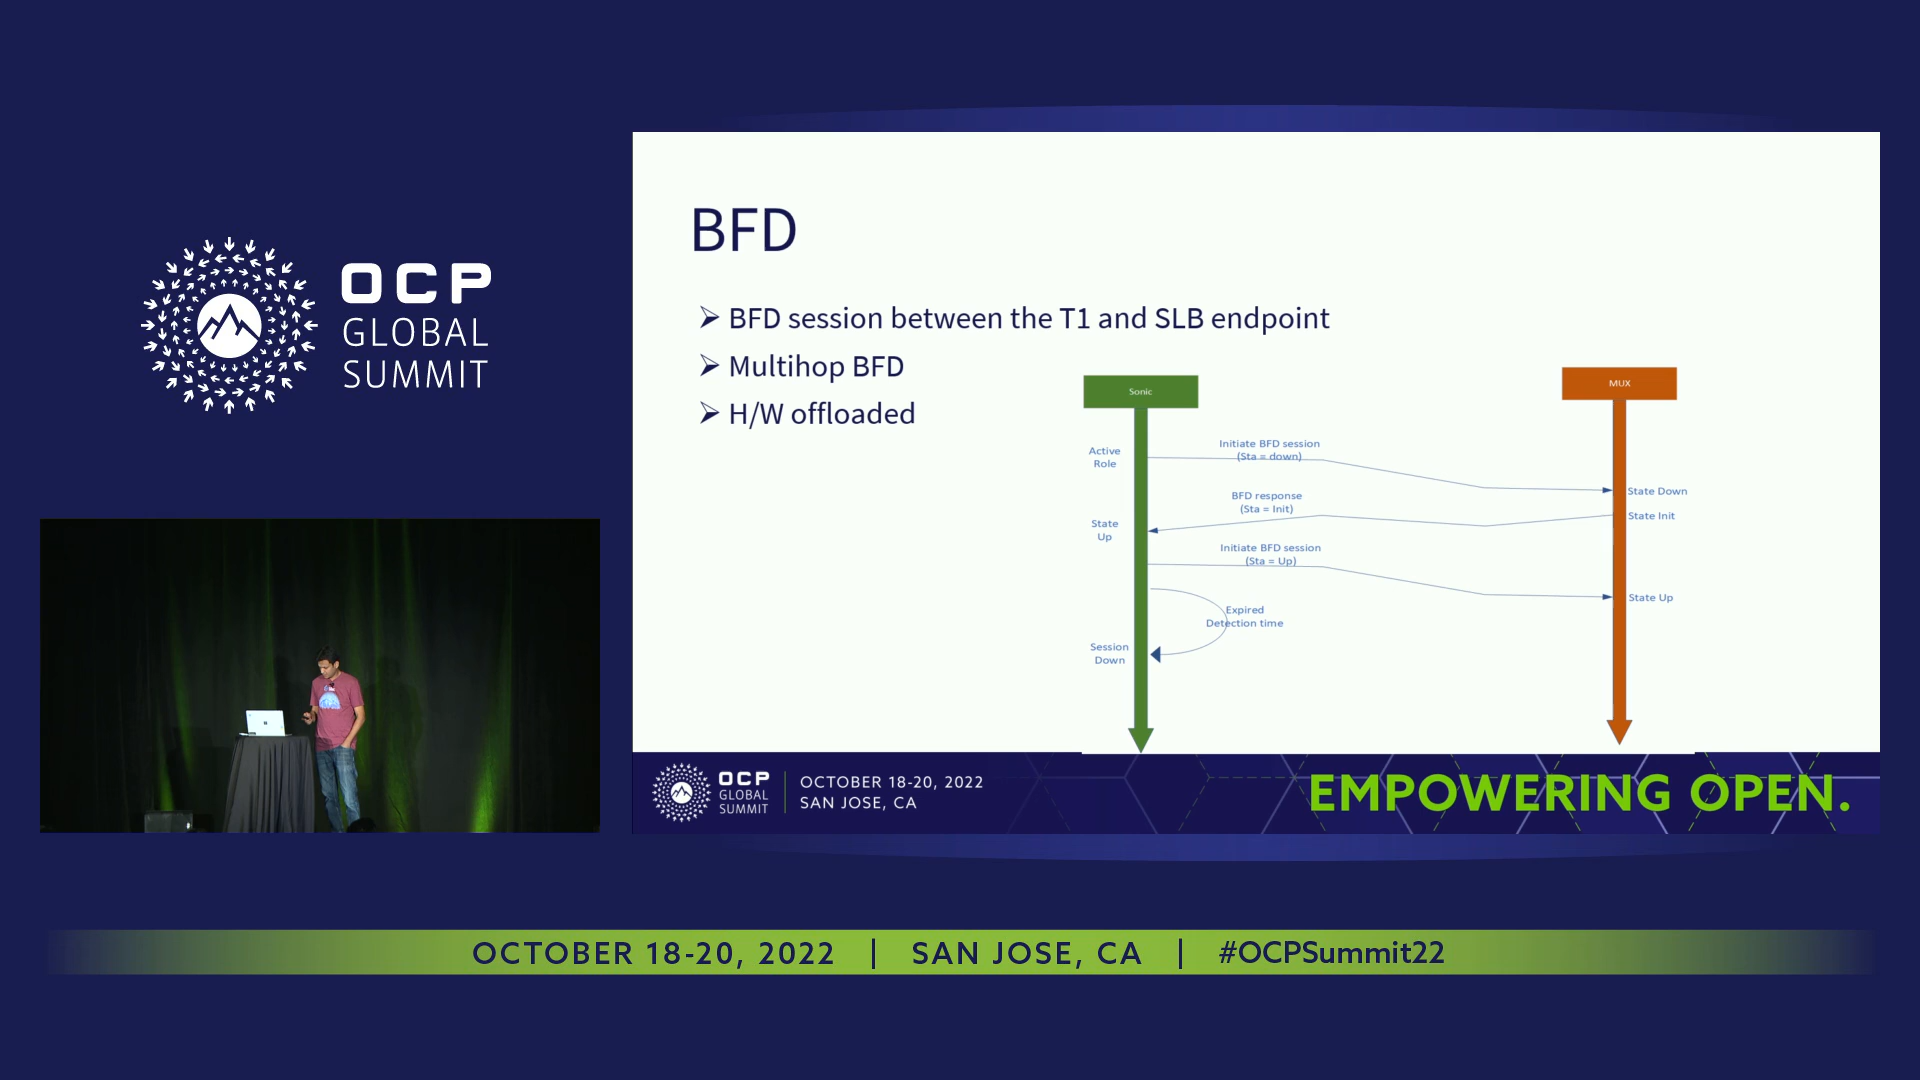 OCP
GLOBAL
SUMMIT
BFD
BFD session between the T1 and SLB endpoint
Multihop BFD
H/W offloaded
Sonic
MUX
Active
Role
Initiate BFD session
(Sta = down)
State Down
BFD response
(Sta = Init)
State Init
State
Up
Initiate BFD session
(Sta = Up)
State Up
Expired
Detection time
Session
Down
OCP
GLOBAL
SUMMIT
OCTOBER 18-20, 2022
SAN JOSE, CA
EMPOWERING OPEN.
OCTOBER 18-20, 2022 | SAN JOSE, CA | #OCPSummit22